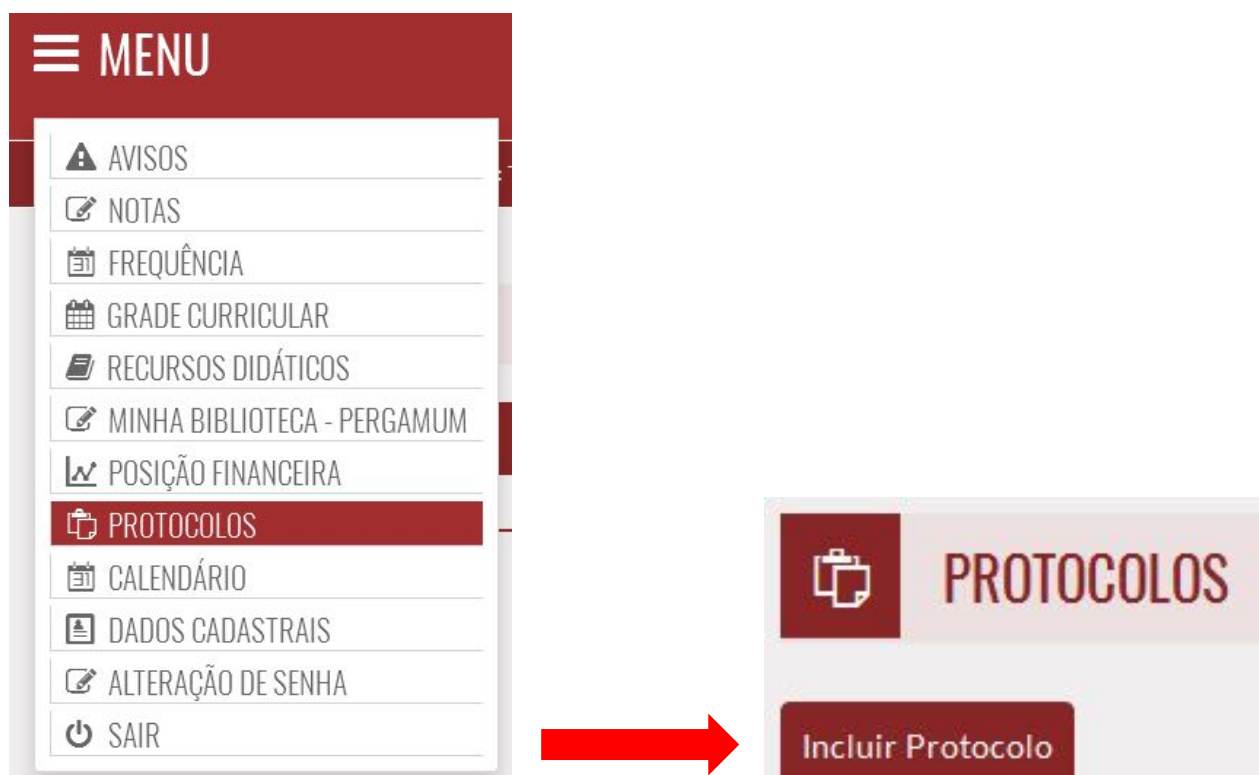 MENU
AVISOS
NOTAS
FREQUÊNCIA
GRADE CURRICULAR
RECURSOS DIDÁTICOS
MINHA BIBLIOTECA - PERGAMUM
POSIÇÃO FINANCEIRA
PROTOCOLOS
CALENDÁRIO
DADOS CADASTRAIS
ALTERAÇÃO DE SENHA
SAIR
PROTOCOLOS
Incluir Protocolo